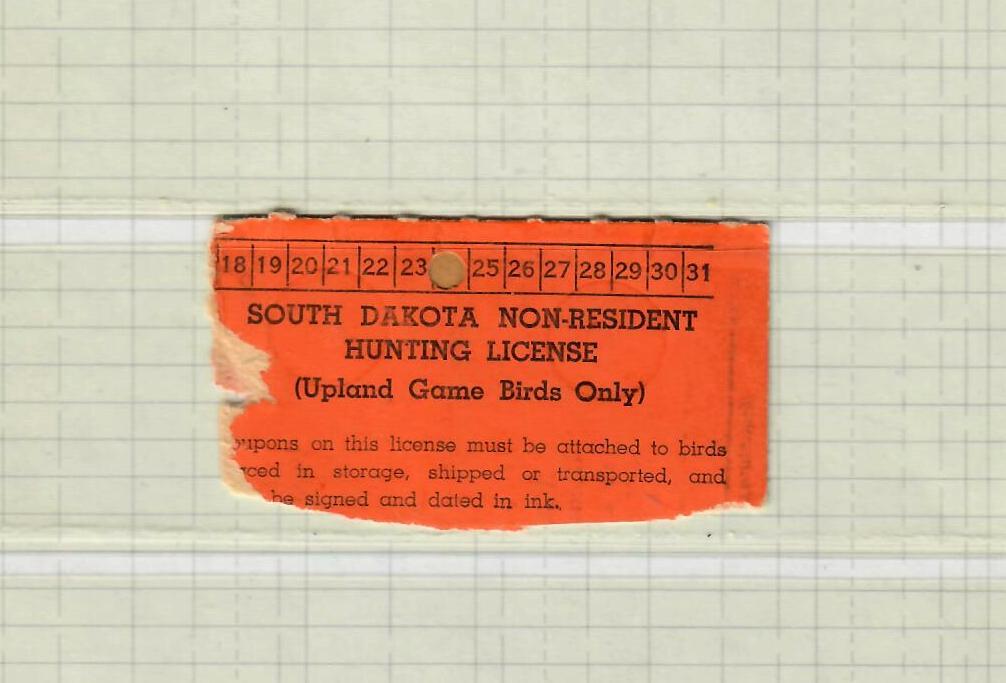 18 19 20 21 22 23 25 26 27 28 29 30 31
SOUTH DAKOTA NON-RESIDENT
HUNTING LICENSE
(Upland Game Birds Only)
on this license must be attached to birds
in storage, shipped or transported, and
be signed and dated in ink.